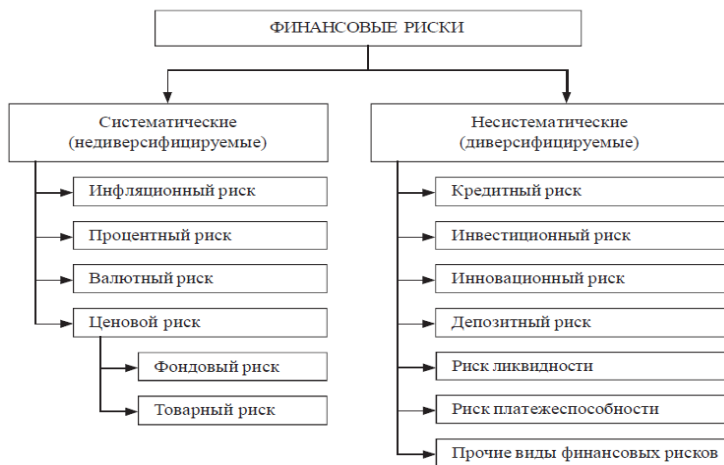 ФИНАНСОВЫЕ РИСКИ
Систематические
(недиверсифицируемые)
Инфляционный риск
Процентный риск
Валютный риск
Ценовой риск
Фондовый риск
Товарный риск
Несистематические
(диверсифицируемые)
Кредитный риск
Инвестиционный риск
Инновационный риск
Депозитный риск
Риск ликвидности
Риск платежеспособности
Прочие виды финансовых рисков